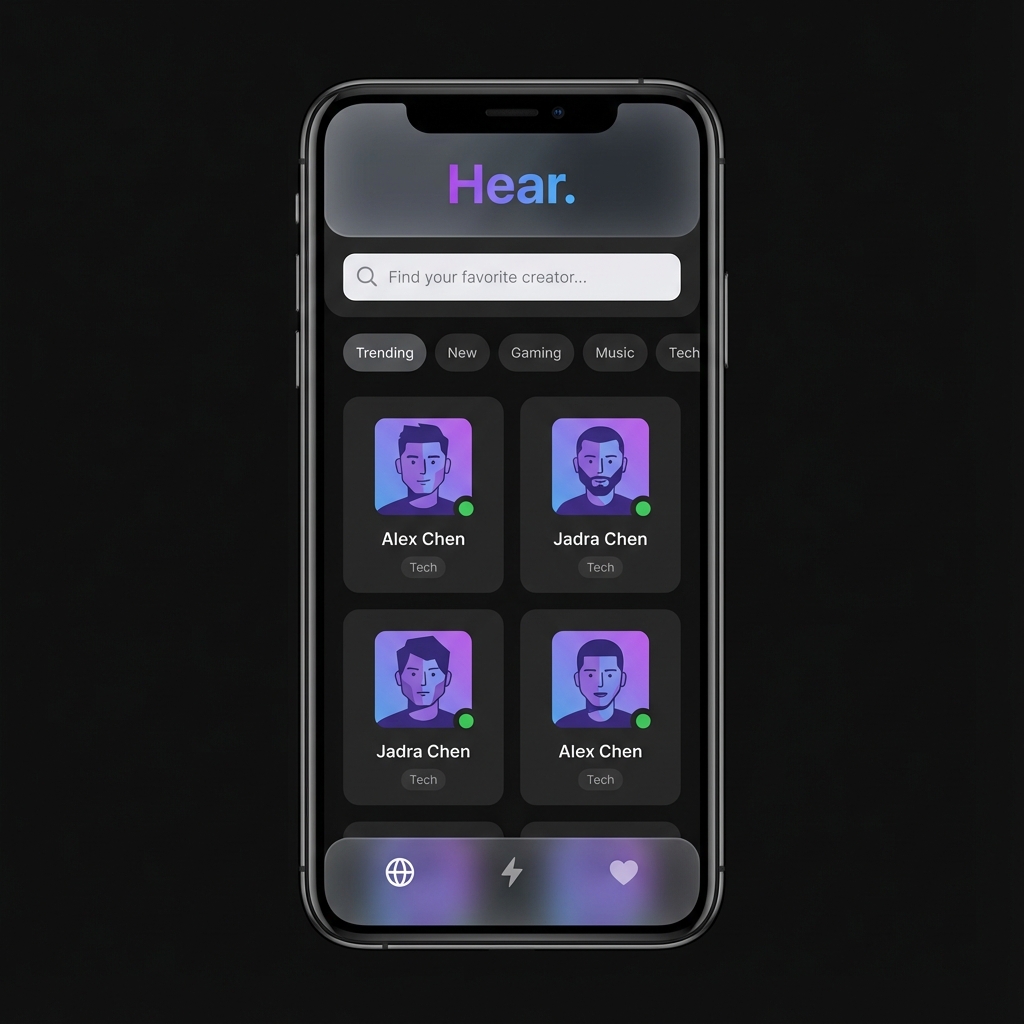 Hear.
Find your favorite creator...
Trending New Gaming Music Tech
Alex Chen Jadra Chen
Tech Tech
Jadra Chen Alex Chen
Tech Tech